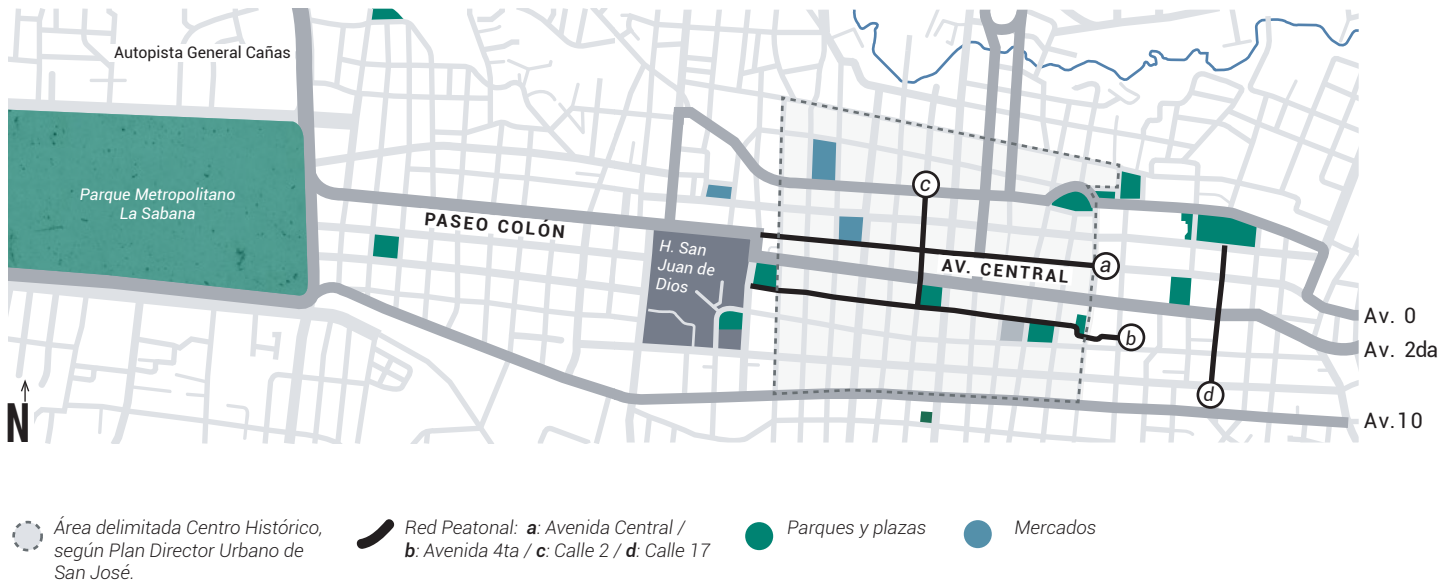 Autopista General Cañas
Parque Metropolitano
La Sabana
PASEO COLÓN
H. San
Juan de
Dios
c
AV. CENTRAL
a
b
d
Av. 0
Av. 2da
Av.10
N
Área delimitada Centro Histórico,
según Plan Director Urbano de
San José.
Red Peatonal: a: Avenida Central /
b: Avenida 4ta / c: Calle 2 / d: Calle 17
Parques y plazas
Mercados